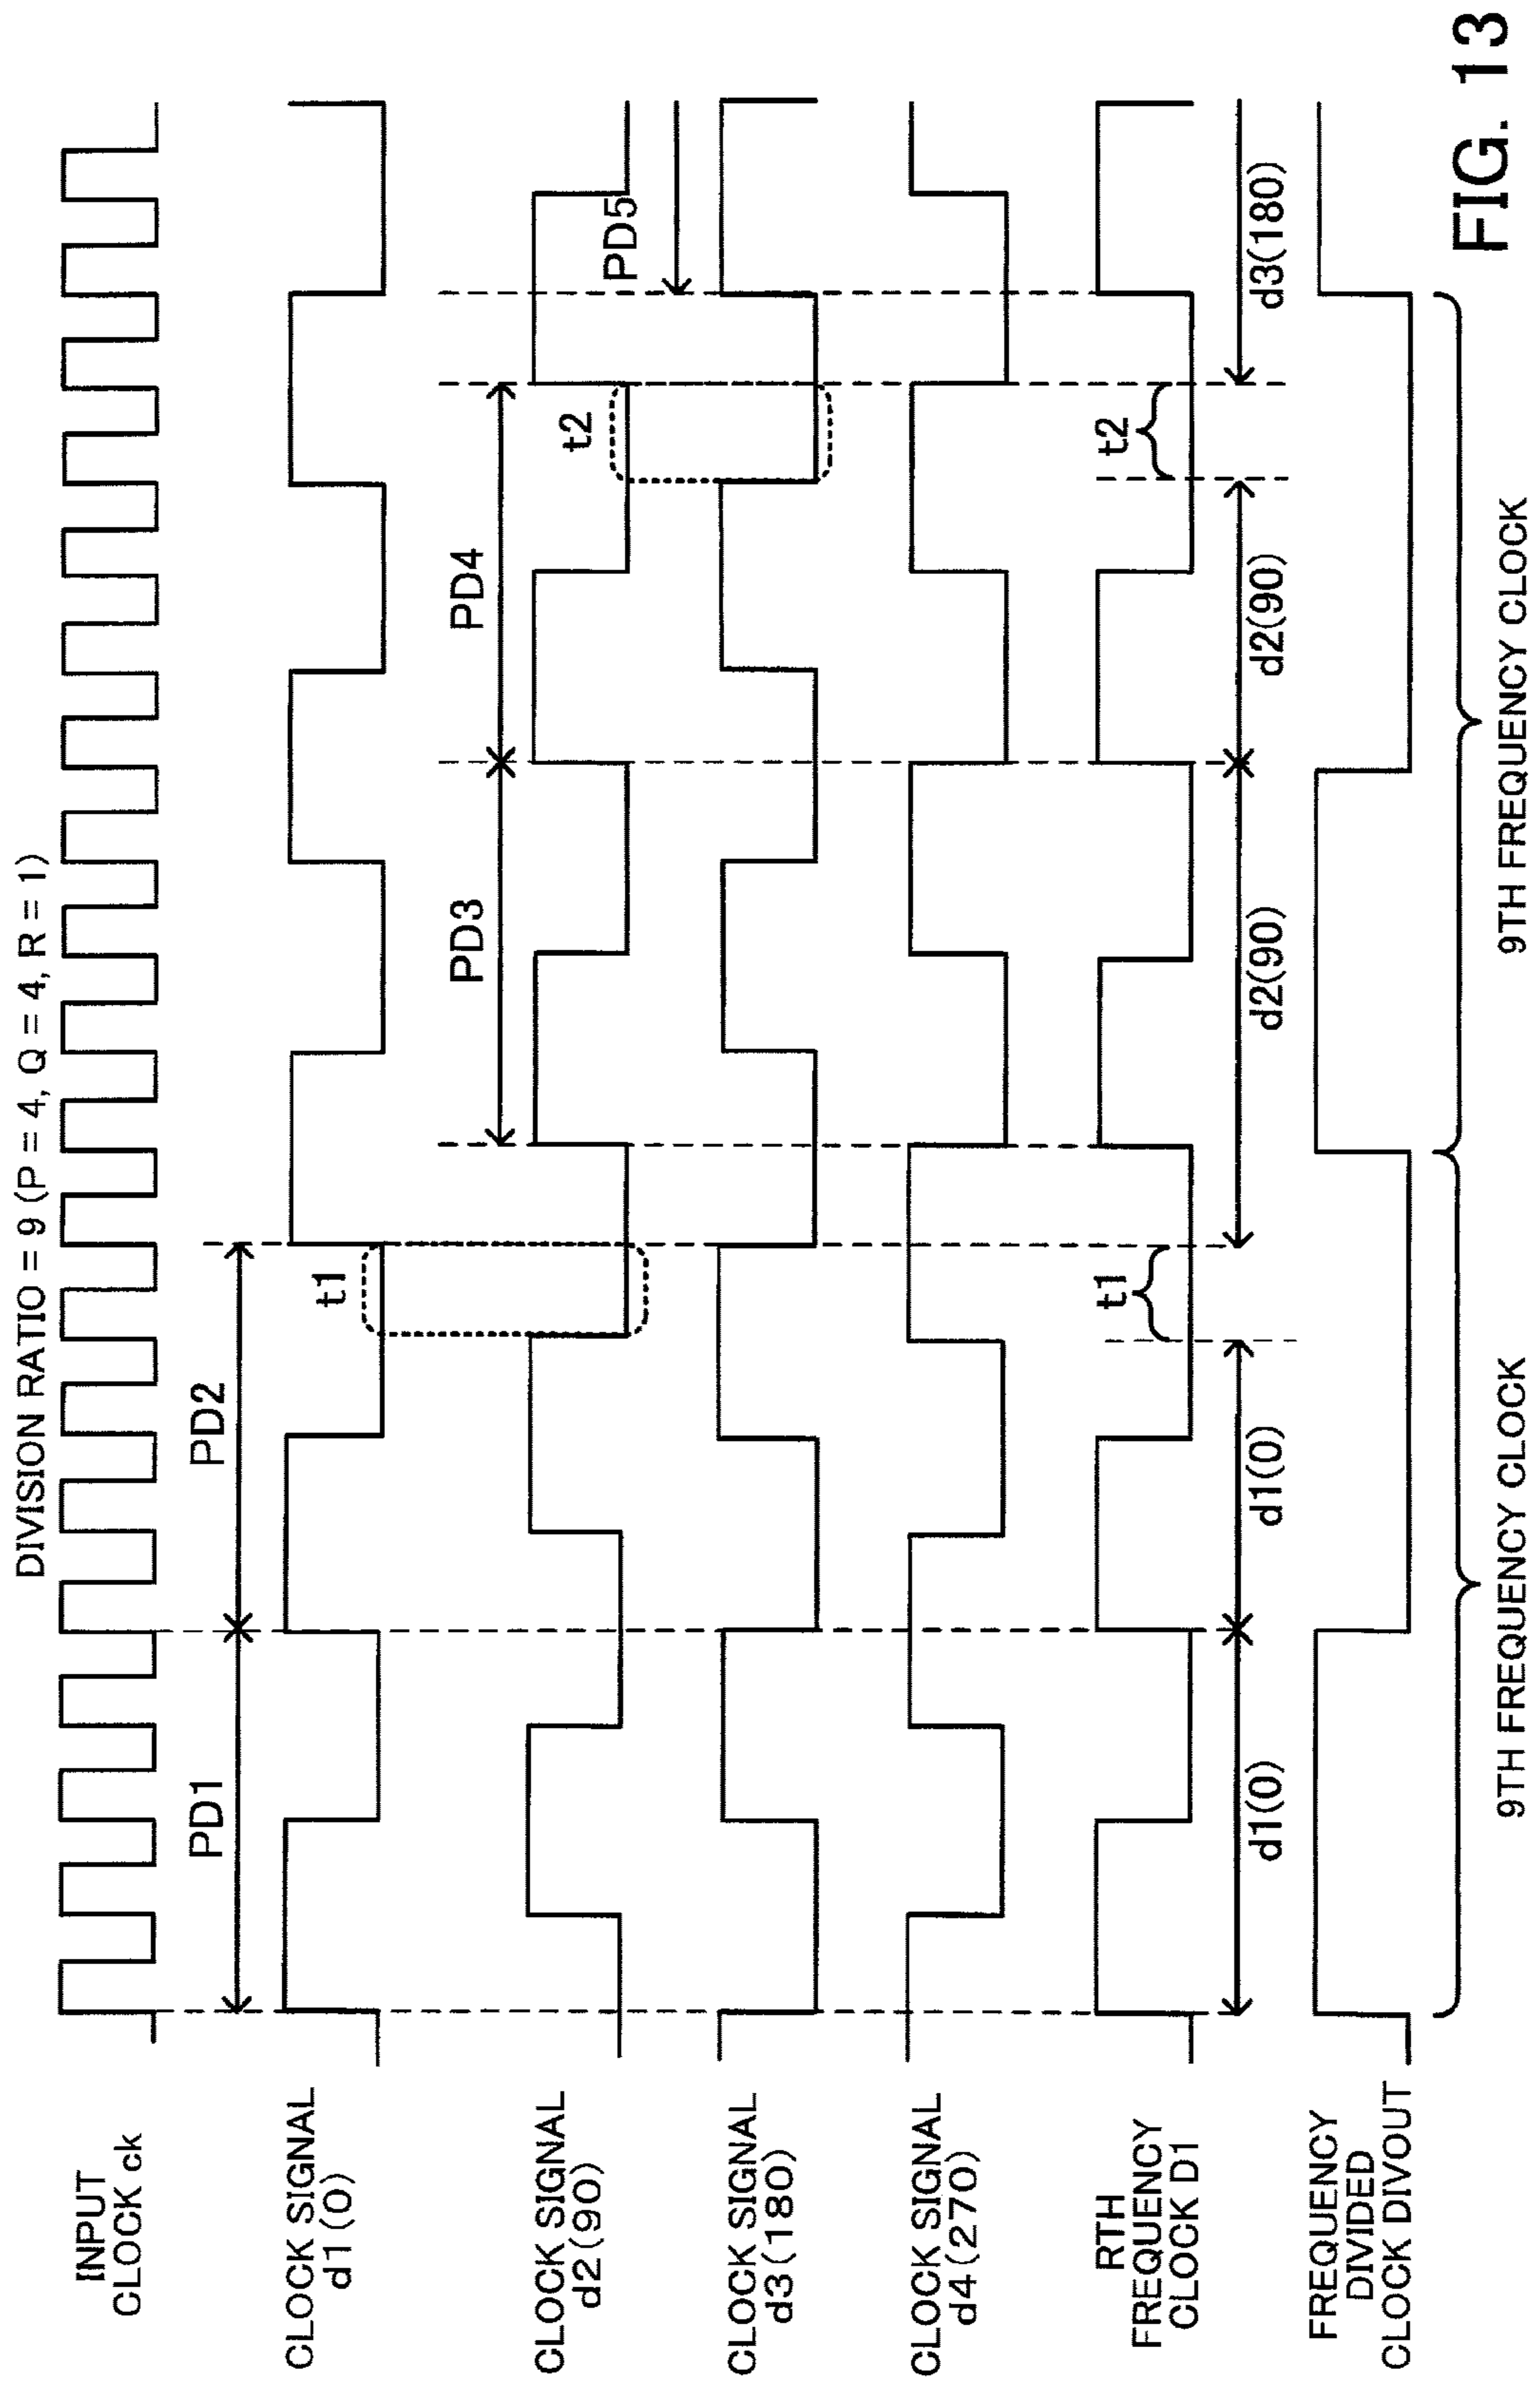 DIVISION RATIO = 9 (P = 4, Q = 4, R = 1)
INPUT
CLOCK ck
PD1
PD2
CLOCK SIGNAL
d1(0)
t1
PD3
PD4
CLOCK SIGNAL
d2(90)
t2
PD5
CLOCK SIGNAL
d3(180)
CLOCK SIGNAL
d4(270)
RTH
FREQUENCY
CLOCK D1
t1
t2
d1(0)
d1(0)
d2(90)
d2(90)
d3(180)
FREQUENCY
DIVIDED
CLOCK DIVOUT
9TH FREQUENCY CLOCK
9TH FREQUENCY CLOCK
FIG. 13